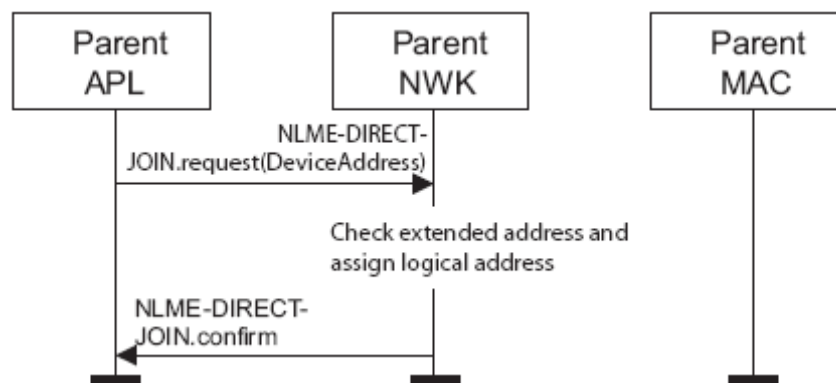 Parent
APL
Parent
NWK
Parent
MAC
NLME-DIRECT-
JOIN.request(DeviceAddress)
Check extended address and
assign logical address
NLME-DIRECT-
JOIN.confirm